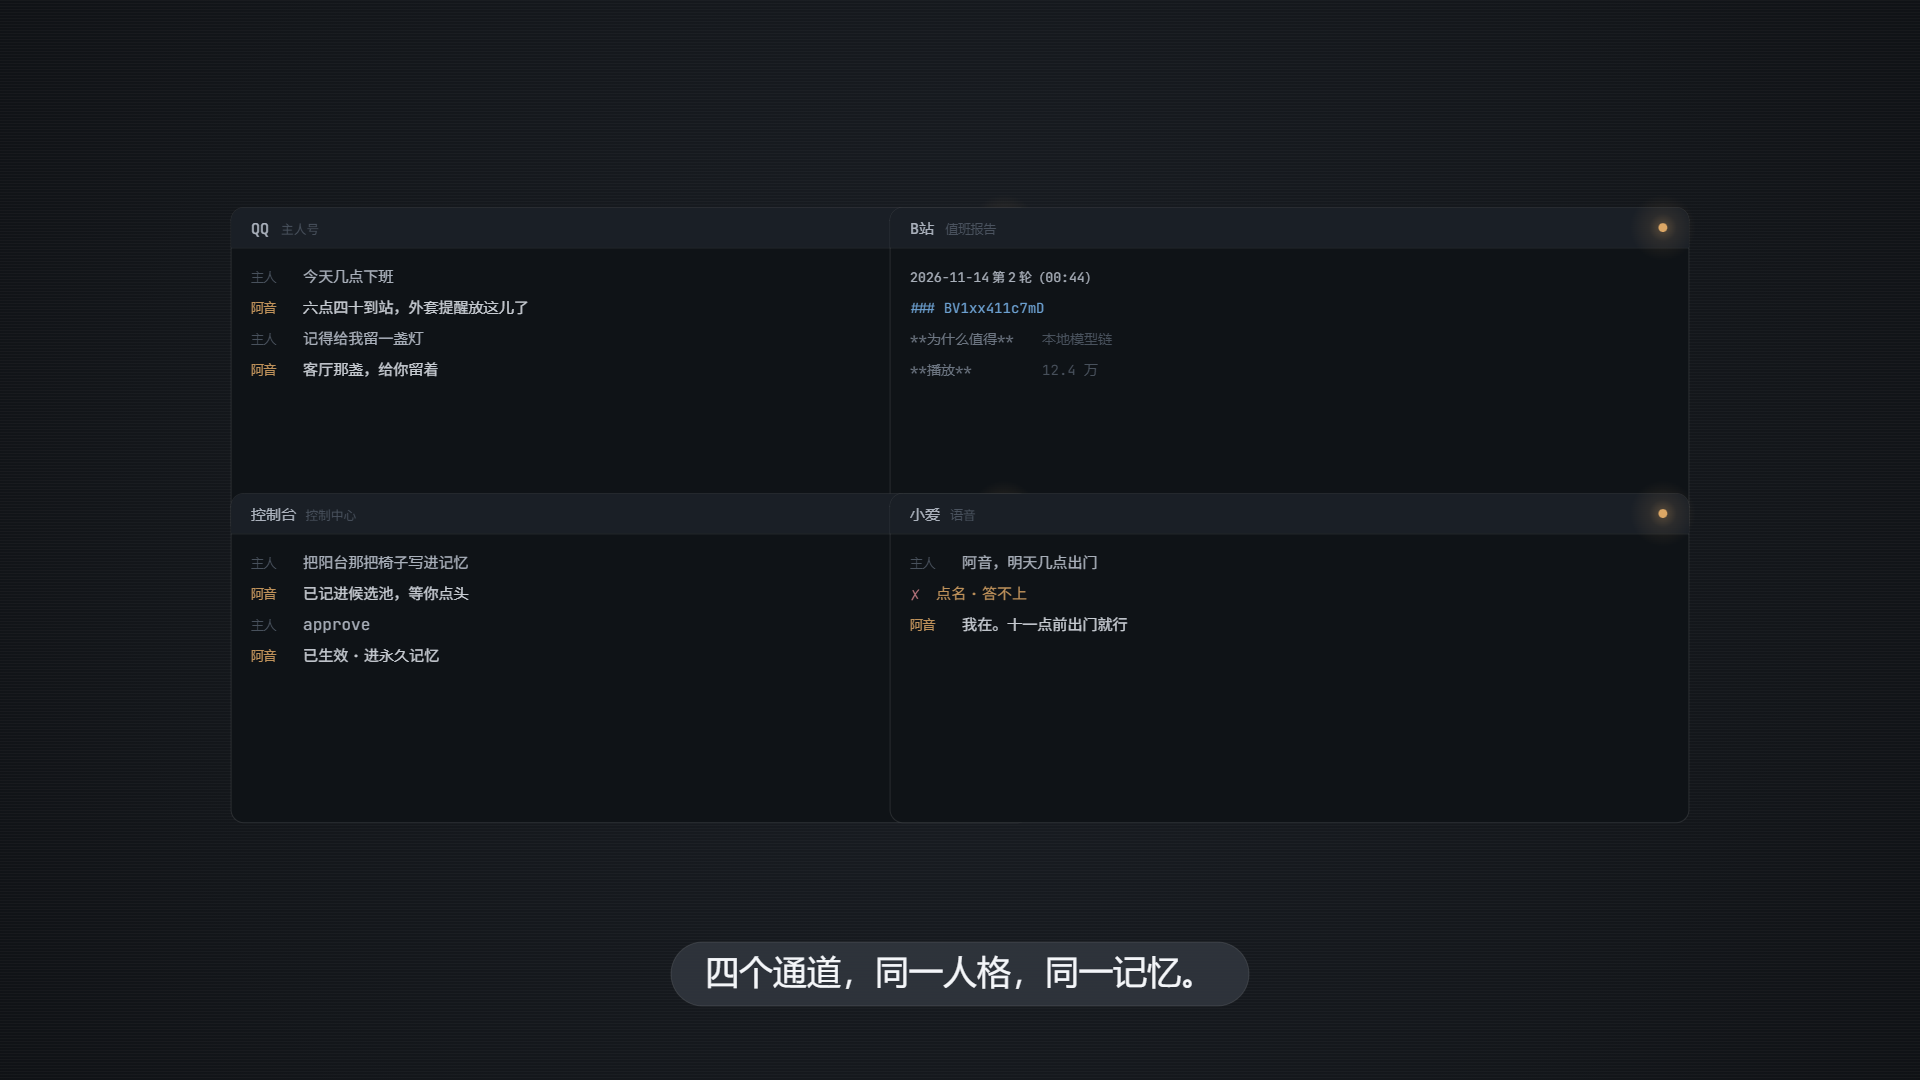 QQ 主人号
主人 今天几点下班
阿音 六点四十到站，外套提醒放这儿了
主人 记得给我留一盏灯
阿音 客厅那盏，给你留着
B站 值班报告
2026-11-14 第 2 轮 (00:44)
### BV1xx411c7mD
**为什么值得** 本地模型链
**播放** 12.4 万
控制台 控制中心
主人 把阳台那把椅子写进记忆
阿音 已记进候选池，等你点头
主人 approve
阿音 已生效 · 进永久记忆
小爱 语音
主人 阿音，明天几点出门
✗ 点名 · 答不上
阿音 我在。十一点前出门就行
四个通道，同一人格，同一记忆。